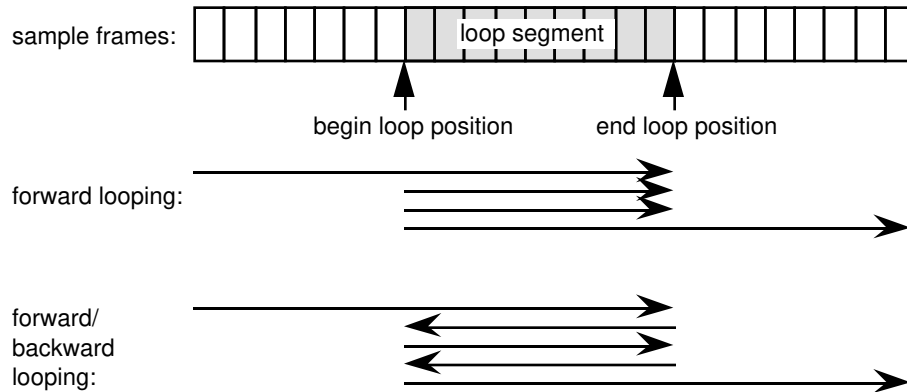 sample frames:
loop segment
begin loop position
end loop position
forward looping:
forward/
backward
looping: